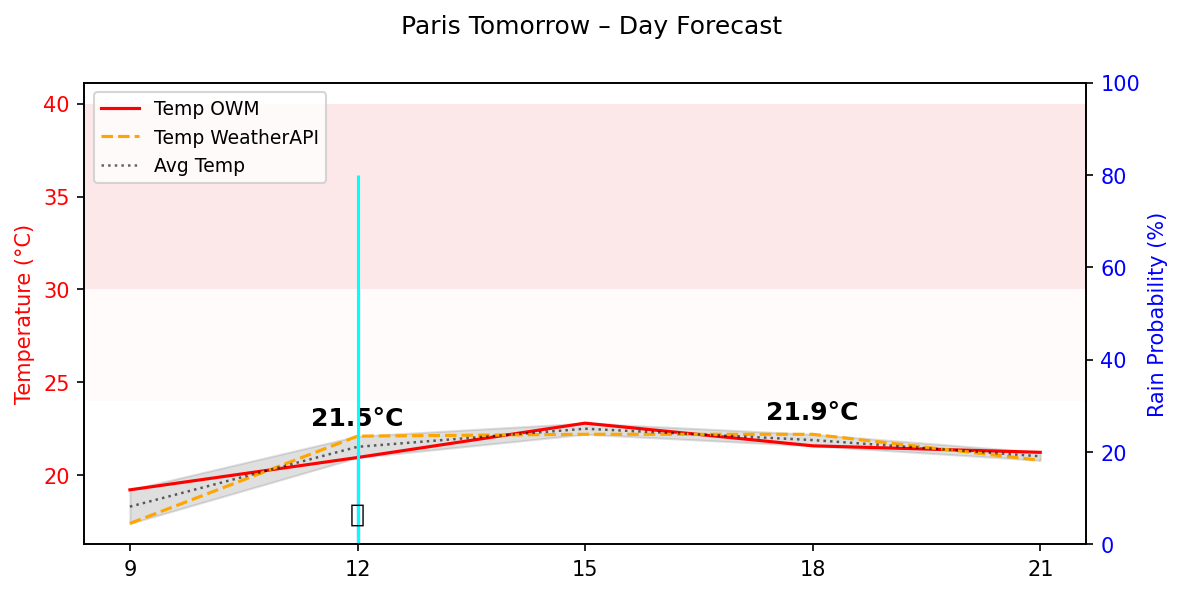 Paris Tomorrow – Day Forecast
Temp OWM
Temp WeatherAPI
Avg Temp
Temperature (°C)
40
35
30
25
20
100
80
60
40
20
0
Rain Probability (%)
21.5°C
21.9°C
9
12
15
18
21